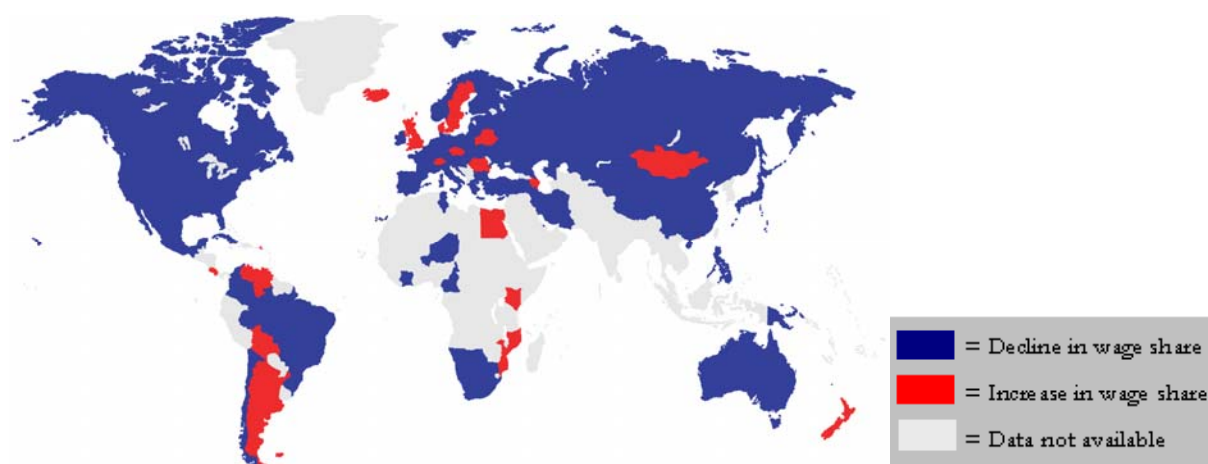 = Decline in wage share
= Increase in wage share
= Data not available